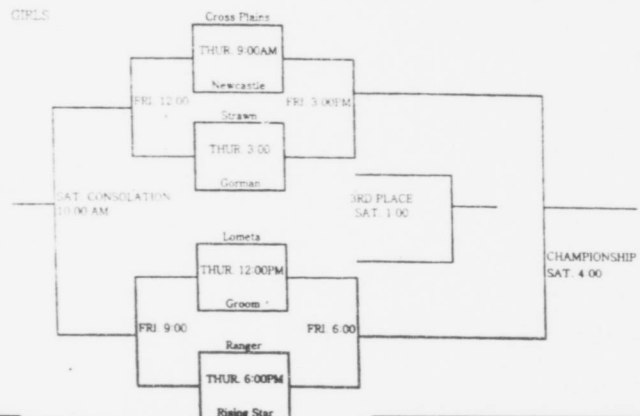 GIRLS
Cross Plains
THUR. 9:00AM
Newcastle
FRI. 12:00
FRI. 3:00PM
Strawn
THUR. 3:00
Gorman
SAT. CONSOLATION
10:00 AM
3RD PLACE
SAT. 1:00
Lometa
THUR. 12:00PM
Groom
CHAMPIONSHIP
SAT. 4:00
FRI. 9:00
FRI. 6:00
Ranger
THUR. 6:00PM
Rising Star